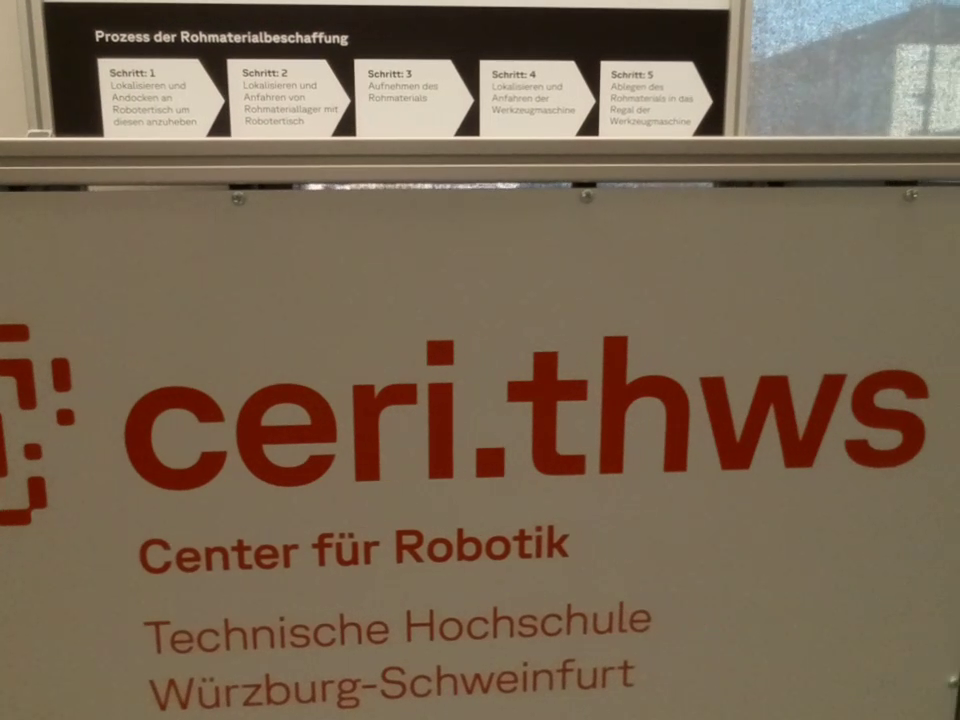 Prozess der Rohmaterialbeschaffung
Schritt: 1
Lokalisieren und
Andocken an
Robotertisch um
diesen anzuheben
Schritt: 2
Lokalisieren und
Anfahren von
Rohmateriallager mit
Robotertisch
Schritt: 3
Aufnehmen des
Rohmaterials
Schritt: 4
Lokalisieren und
Anfahren der
Werkzeugmaschine
Schritt: 5
Ablegen des
Rohmaterials in das
Regal der
Werkzeugmaschine
ceri.thws
Center für Robotik
Technische Hochschule
Würzburg-Schweinfurt